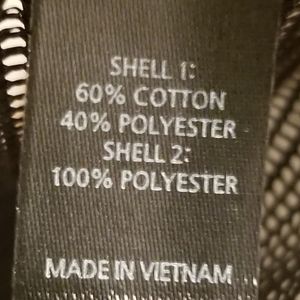 SHELL 1:
60% COTTON
40% POLYESTER
SHELL 2:
100% POLYESTER
MADE IN VIETNAM